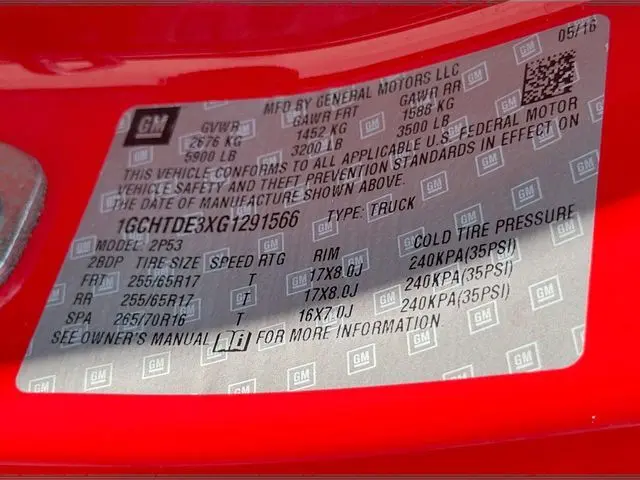 05/16
GM
MFD BY GENERAL MOTORS LLC
GVWR GAWR FRT GAWR RR
2676 KG 1452 KG 1588 KG
5900 LB 3200 LB 3500 LB
THIS VEHICLE CONFORMS TO ALL APPLICABLE U.S. FEDERAL MOTOR
VEHICLE SAFETY AND THEFT PREVENTION STANDARDS IN EFFECT ON
THE DATE OF MANUFACTURE SHOWN ABOVE.
1GCHTDE3XG1291566 TYPE: TRUCK
MODEL: 2P53
28DP TIRE SIZE SPEED RTG RIM COLD TIRE PRESSURE
FRT 255/65R17 T 17X8.0J 240KPA(35PSI)
RR 255/65R17 T 17X8.0J 240KPA(35PSI)
SPA 265/70R16 T 16X7.0J 240KPA(35PSI)
SEE OWNER'S MANUAL i FOR MORE INFORMATION.